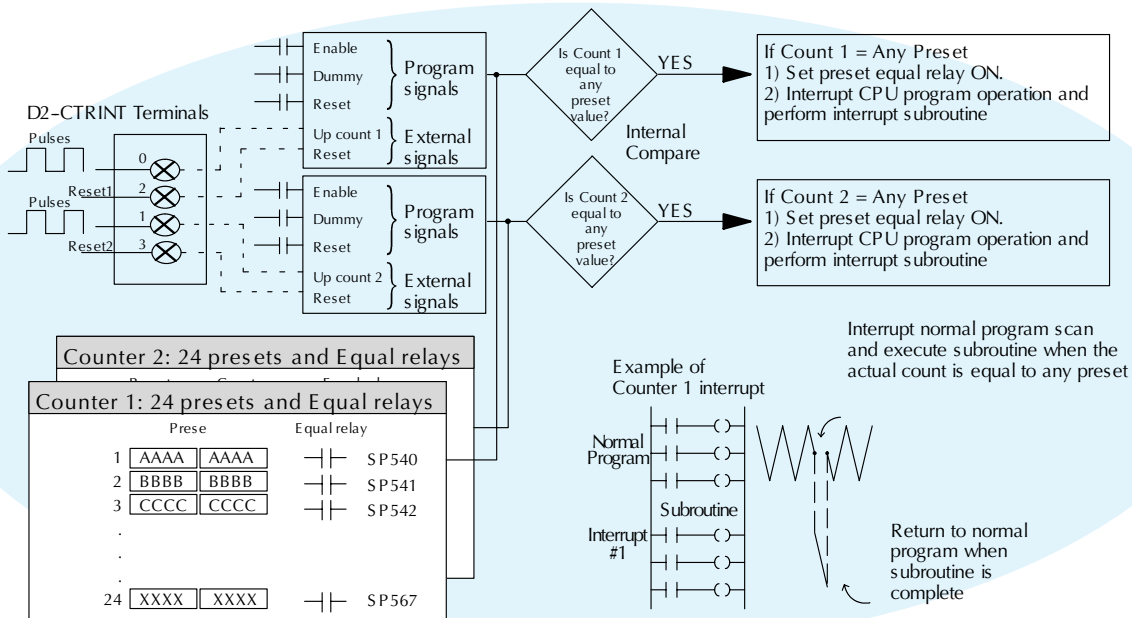 Enable
Dummy
Reset
Program
signals
Up count 1
Reset
External
signals
D2-CTRINT Terminals
Pulses
0
Reset1
2
Pulses
1
Reset2
3
Enable
Dummy
Reset
Program
signals
Up count 2
Reset
External
signals
Is Count 1
equal to
any
preset
value?
YES
Internal
Compare
If Count 1 = Any Preset
1) Set preset equal relay ON.
2) Interrupt CPU program operation and
perform interrupt subroutine
Is Count 2
equal to
any
preset
value?
YES
If Count 2 = Any Preset
1) Set preset equal relay ON.
2) Interrupt CPU program operation and
perform interrupt subroutine
Counter 2: 24 presets and Equal relays
Counter 1: 24 presets and Equal relays
Prese
Equal relay
1 AAAA AAAA SP540
2 BBBB BBBB SP541
3 CCCC CCCC SP542
.
.
.
24 XXXX XXXX SP567
Example of
Counter 1 interrupt
Normal
Program
Subroutine
Interrupt
#1
Interrupt normal program scan
and execute subroutine when the
actual count is equal to any preset
Return to normal
program when
subroutine is
complete